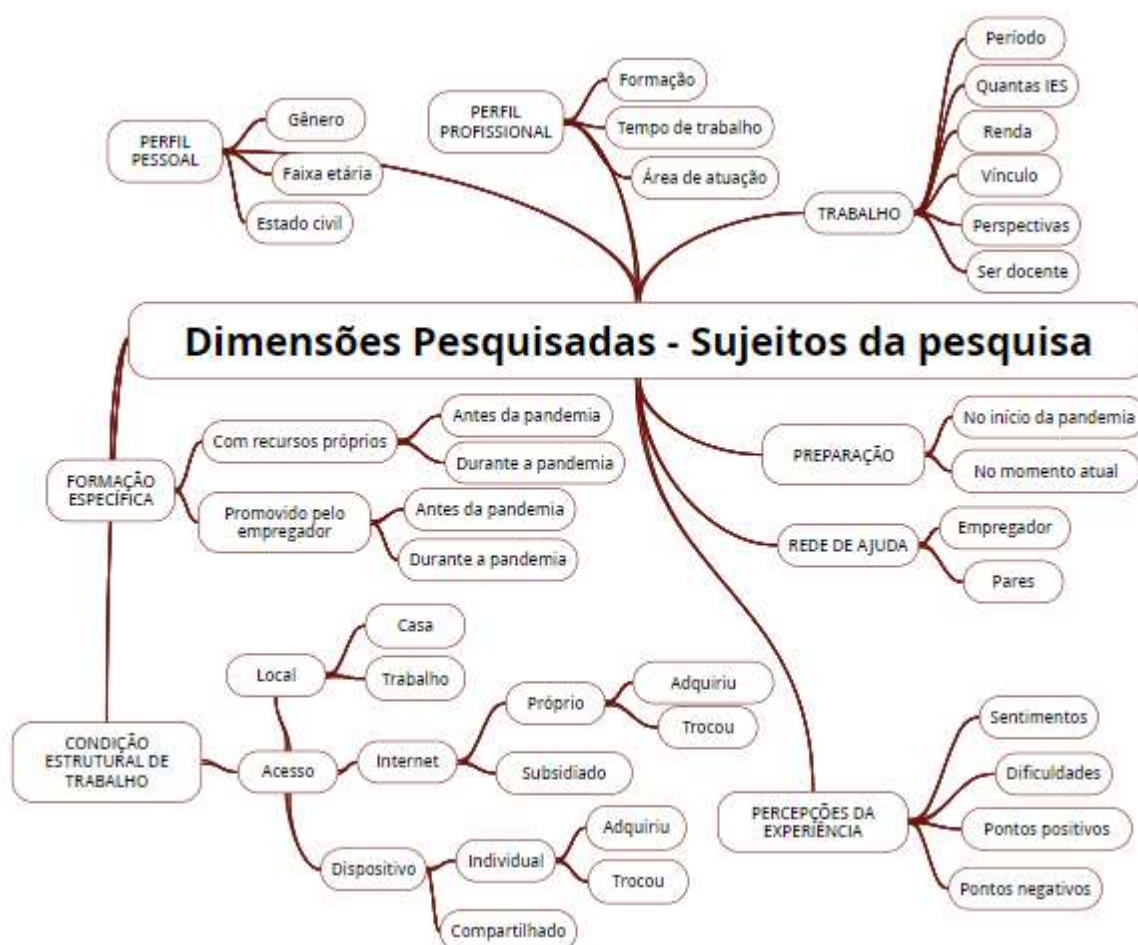 PERFIL
PESSOAL
Gênero
Faixa etária
Estado civil
PERFIL
PROFISSIONAL
Formação
Tempo de trabalho
Área de atuação
TRABALHO
Período
Quantas IES
Renda
Vínculo
Perspectivas
Ser docente
Dimensões Pesquisadas - Sujeitos da pesquisa
FORMAÇÃO
ESPECÍFICA
Com recursos próprios
Antes da pandemia
Durante a pandemia
Promovido pelo
empregador
Antes da pandemia
Durante a pandemia
PREPARAÇÃO
No início da pandemia
No momento atual
REDE DE AJUDA
Empregador
Pares
CONDIÇÃO
ESTRUTURAL DE
TRABALHO
Acesso
Local
Casa
Trabalho
Internet
Próprio
Adquiriu
Trocou
Subsidiado
Dispositivo
Individual
Adquiriu
Trocou
Compartilhado
PERCEPÇÕES DA
EXPERIÊNCIA
Sentimentos
Dificuldades
Pontos positivos
Pontos negativos